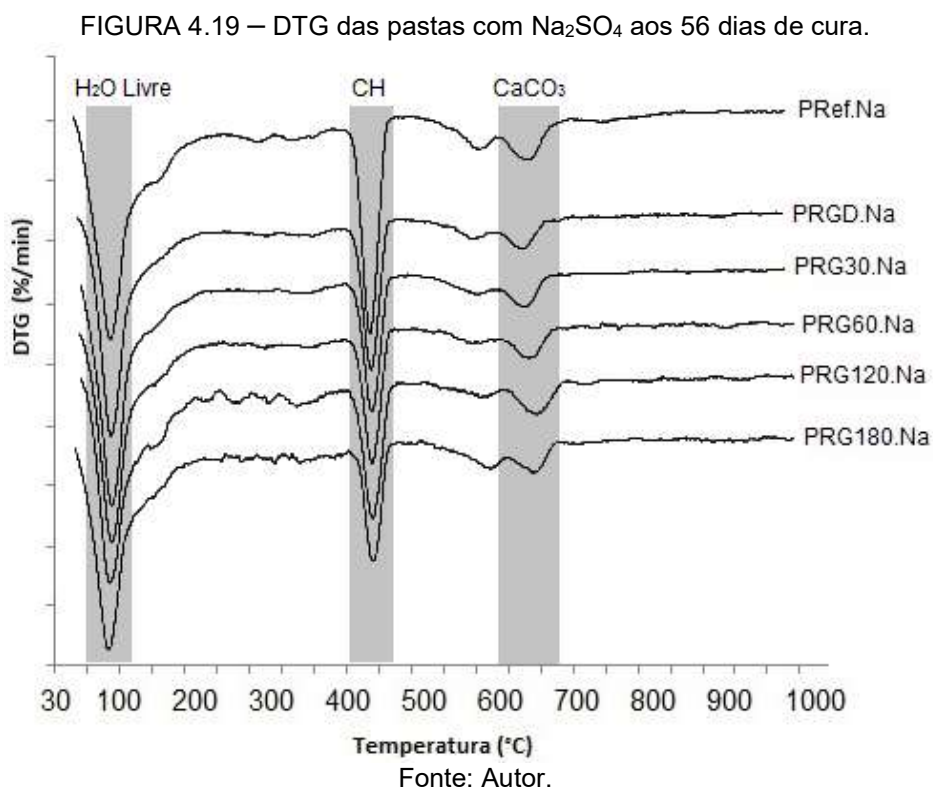 FIGURA 4.19 – DTG das pastas com Na₂SO₄ aos 56 dias de cura.
H₂O Livre
CH
CaCO₃
PRef.Na
PRGD.Na
PRG30.Na
PRG60.Na
PRG120.Na
PRG180.Na
DTG (%/min)
30 100 200 300 400 500 600 700 800 900 1000
Temperatura (°C)
Fonte: Autor.